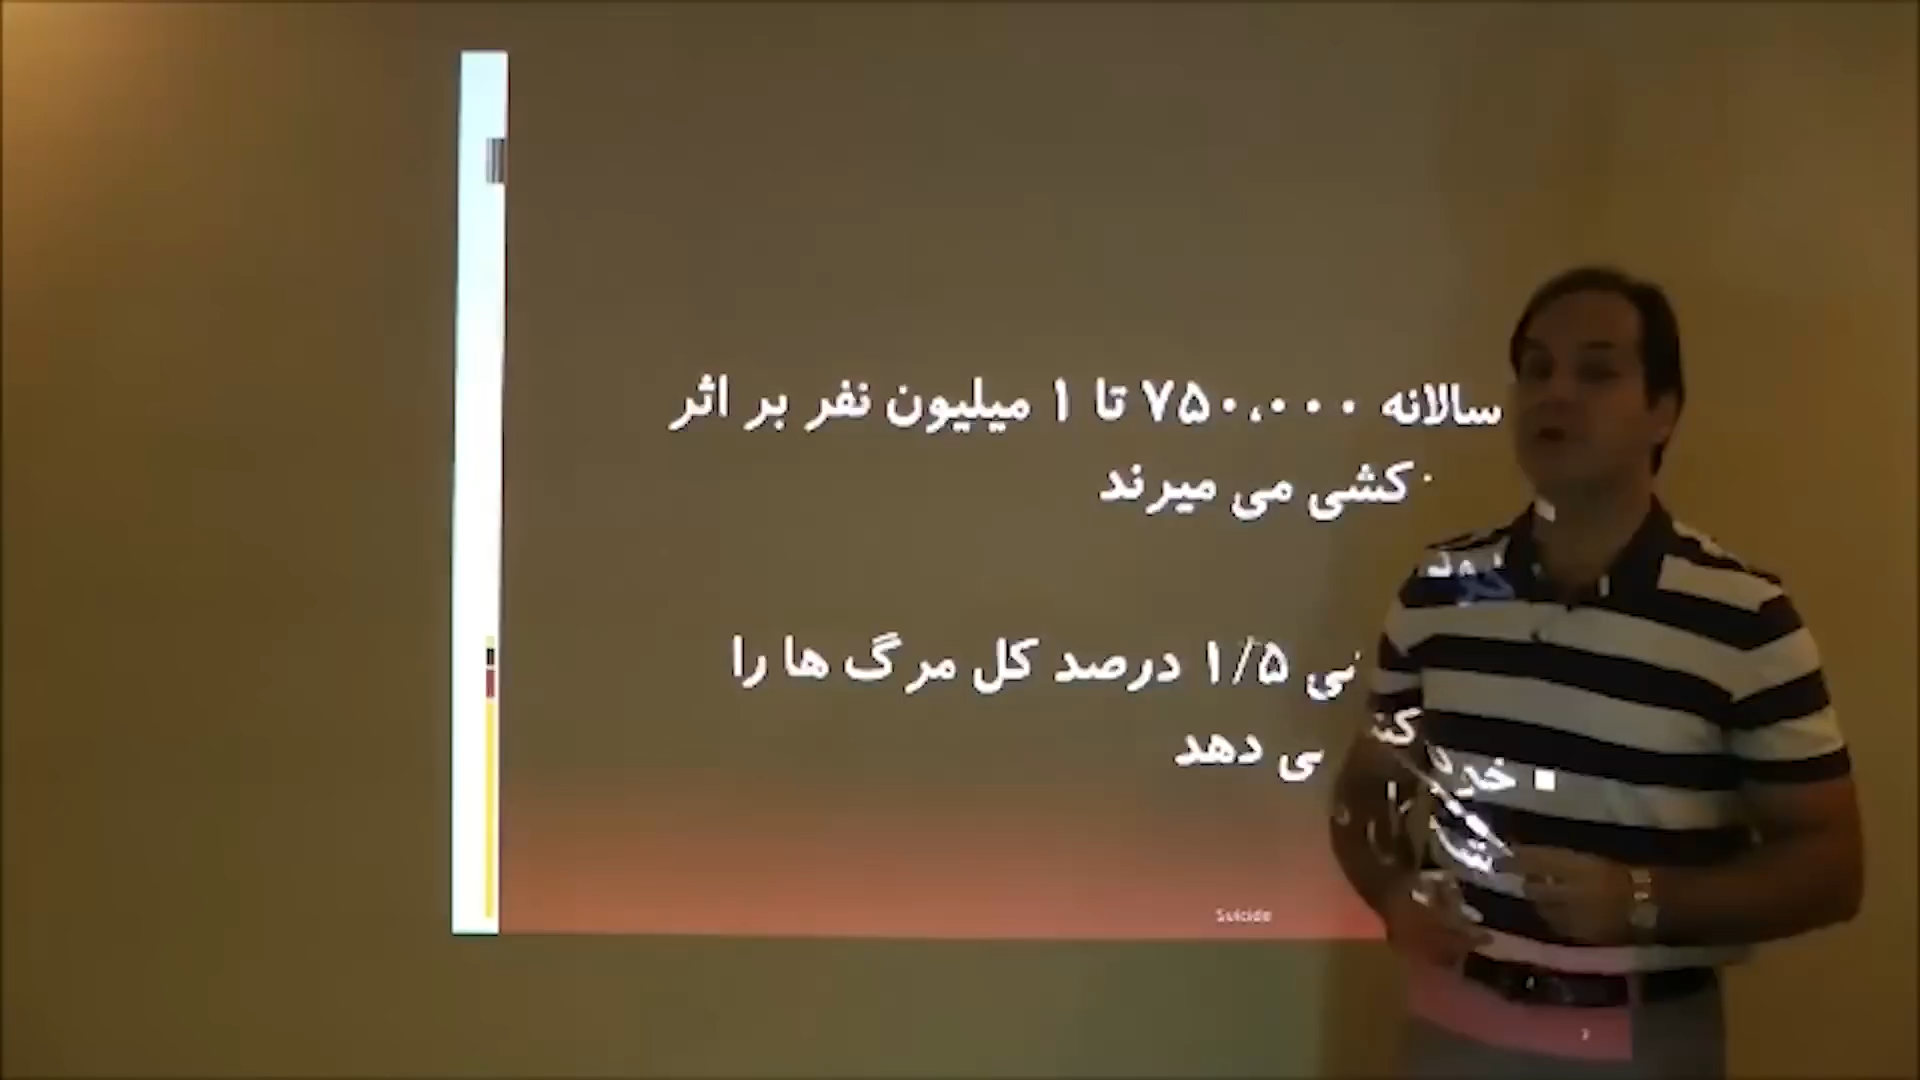 سالانه ۷۵۰،۰۰۰ تا ۱ میلیون نفر بر اثر
کشی می میرند
۱/۵ درصد کل مرگ ها را
می دهد
Suicide